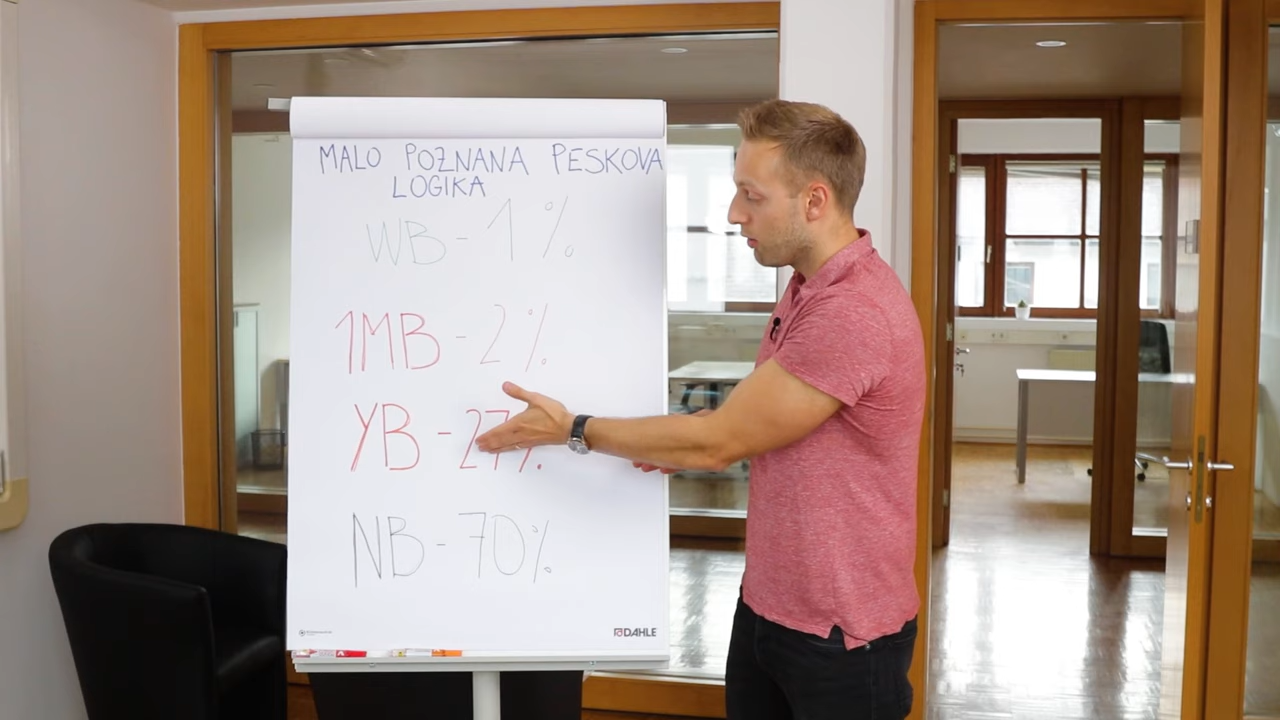 MALO POZNANA PESKOVA
LOGIKA
WB - 1 %
1MB - 2%
YB - 27%
NB - 70%
DAHLE